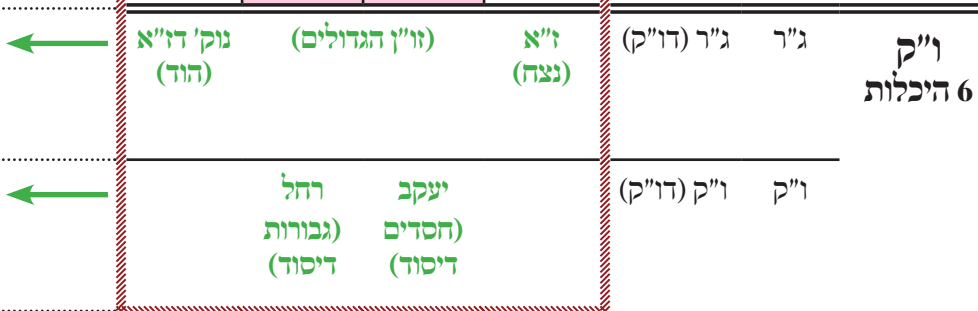 ו"ק
6 היכלות
ג"ר
ג"ר (דו"ק)
ז"א
(נצח)
(זו"ן הגדולים)
נוק' דז"א
(הוד)
ו"ק
ו"ק (דו"ק)
יעקב
(חסדים
דיסוד)
רחל
(גבורות
דיסוד)